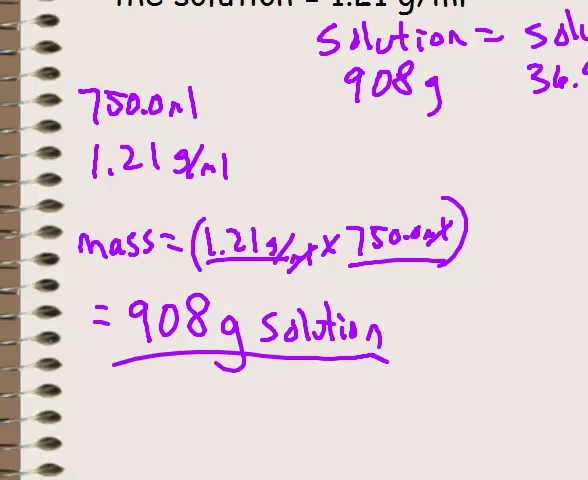 the solution = 1.21 g/ml
solution = solu
908 g 36.9
750.0 ml
1.21 g/ml
mass = (1.21 g/ml x 750.0 ml)
= 908 g solution